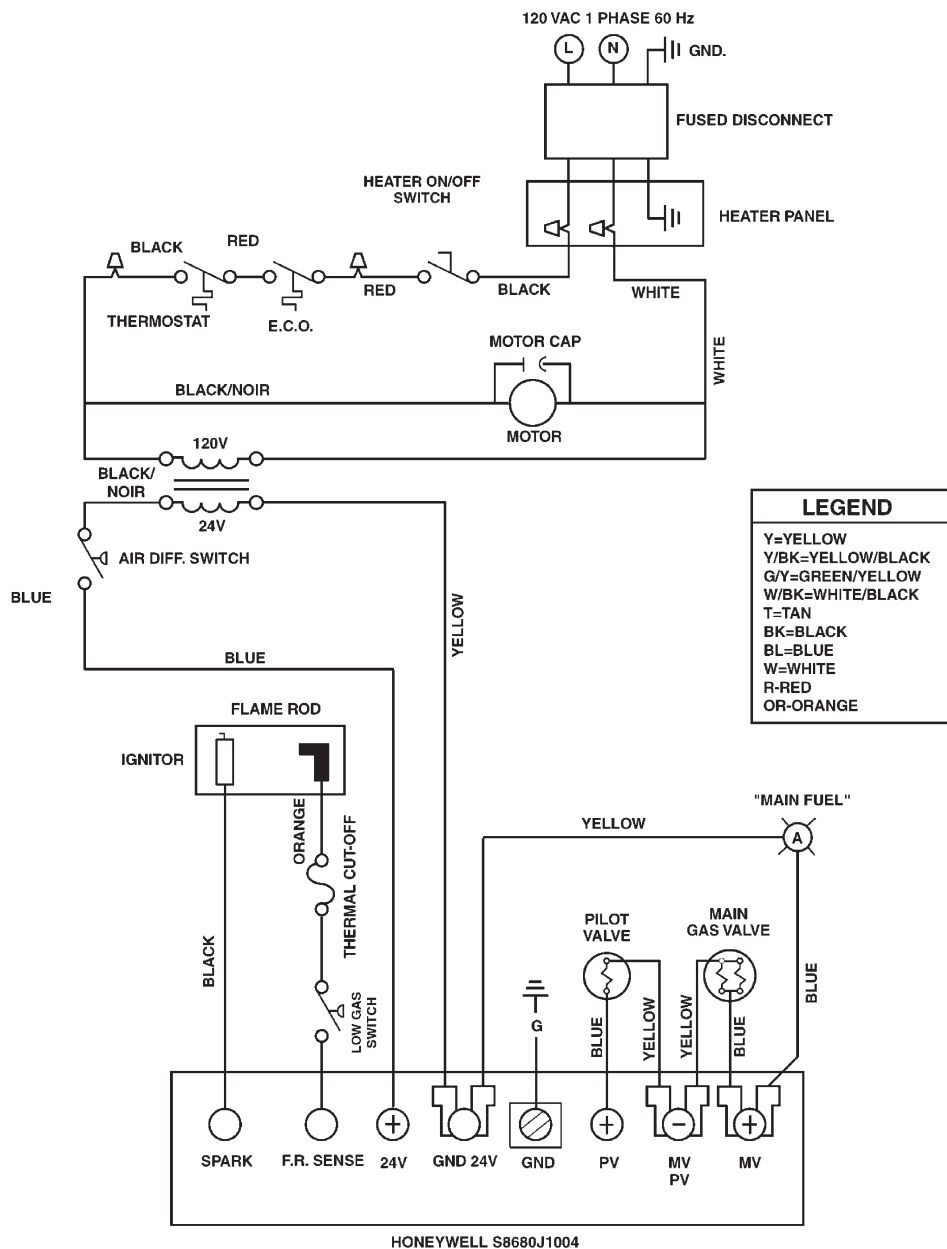 120 VAC 1 PHASE 60 Hz
L
N
GND.
FUSED DISCONNECT
HEATER ON/OFF
SWITCH
HEATER PANEL
BLACK
RED
RED
BLACK
WHITE
THERMOSTAT
E.C.O.
MOTOR CAP
WHITE
BLACK/NOIR
MOTOR
120V
BLACK/
NOIR
24V
AIR DIFF. SWITCH
BLUE
YELLOW
BLUE
LEGEND
Y=YELLOW
Y/BK=YELLOW/BLACK
G/Y=GREEN/YELLOW
W/BK=WHITE/BLACK
T=TAN
BK=BLACK
BL=BLUE
W=WHITE
R-RED
OR-ORANGE
FLAME ROD
IGNITOR
ORANGE
THERMAL CUT-OFF
"MAIN FUEL"
YELLOW
A
PILOT
VALVE
MAIN
GAS VALVE
BLACK
LOW GAS
SWITCH
G
BLUE
YELLOW
YELLOW
BLUE
BLUE
+
+
−
+
SPARK
F.R. SENSE
24V
GND 24V
GND
PV
MV
PV
MV
HONEYWELL S8680J1004